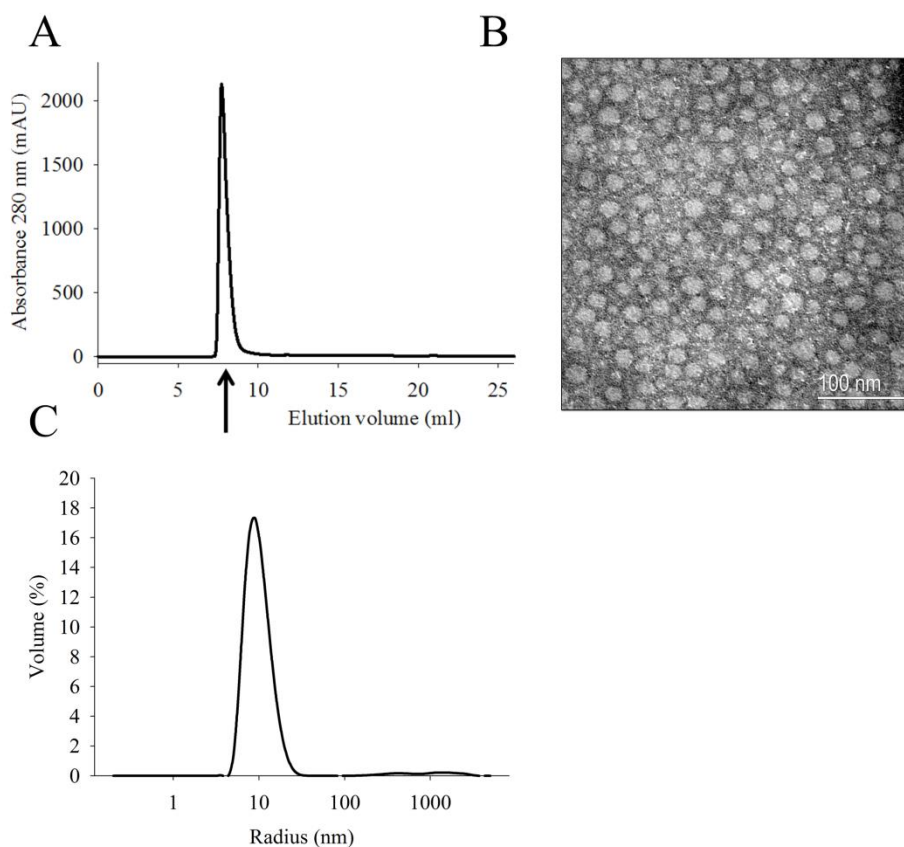 A
B
Absorbance 280 nm (mAU)
2000
1500
1000
500
0
0 5 10 15 20 25
Elution volume (ml)
100 nm
C
Volume (%)
20
18
16
14
12
10
8
6
4
2
0
1 10 100 1000
Radius (nm)